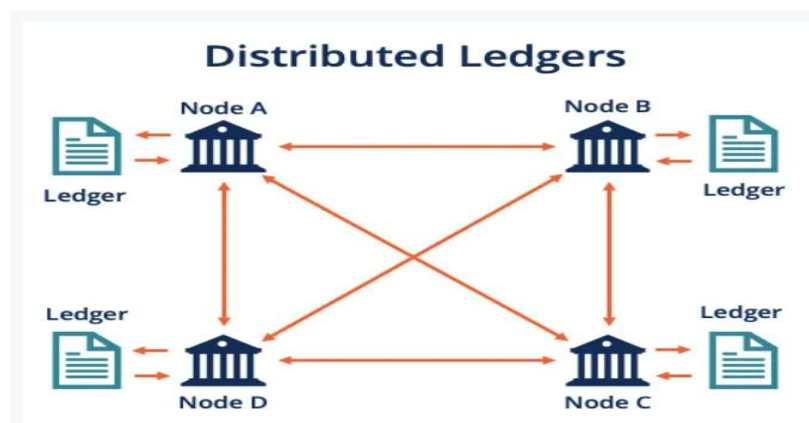 Distributed Ledgers
Node A
Node B
Ledger
Ledger
Ledger
Ledger
Node D
Node C